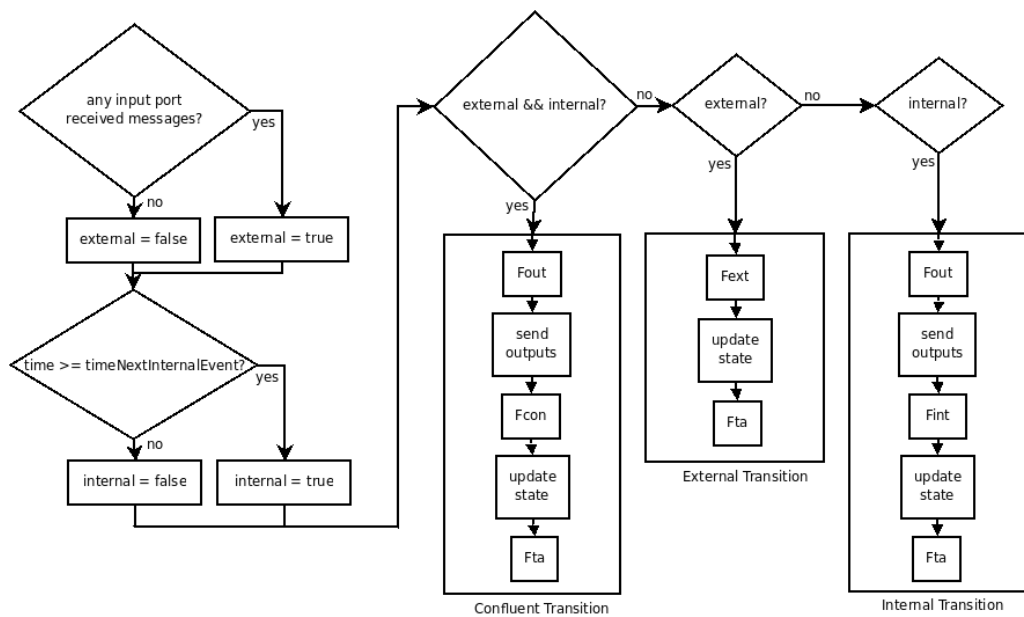 any input port
received messages?
yes
no
external = false
external = true
time >= timeNextInternalEvent?
yes
no
internal = false
internal = true
external && internal?
no
yes
Fout
send
outputs
Fcon
update
state
Fta
Confluent Transition
external?
no
yes
Fext
update
state
Fta
External Transition
internal?
yes
Fout
send
outputs
Fint
update
state
Fta
Internal Transition